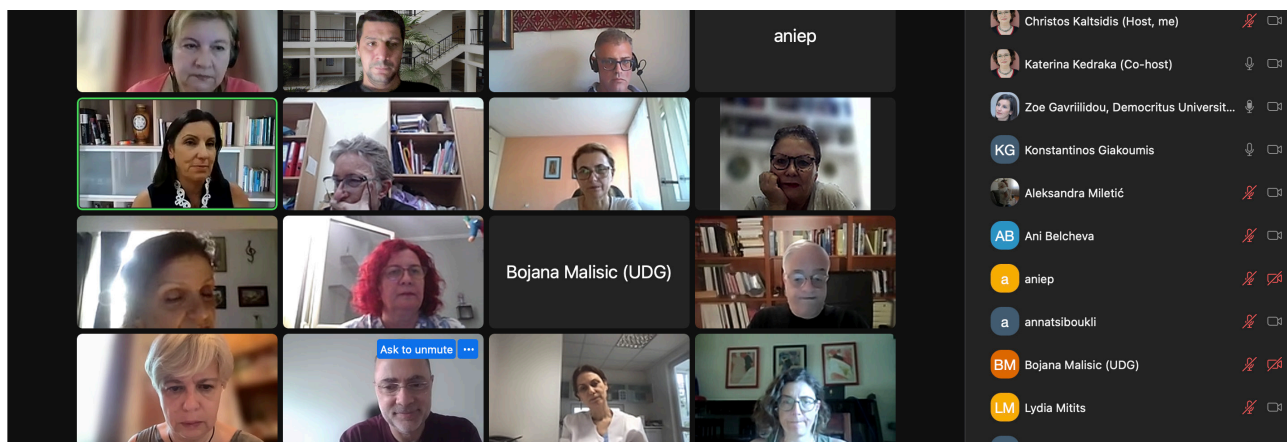 aniep
Bojana Malisic (UDG)
Ask to unmute
Christos Kaltsidis (Host, me)
Katerina Kedraka (Co-host)
Zoe Gavriilidou, Democritus Universit...
KG Konstantinos Giakoumis
Aleksandra Miletić
AB Ani Belcheva
a aniep
a annatsiboukli
BM Bojana Malisic (UDG)
LM Lydia Mitits